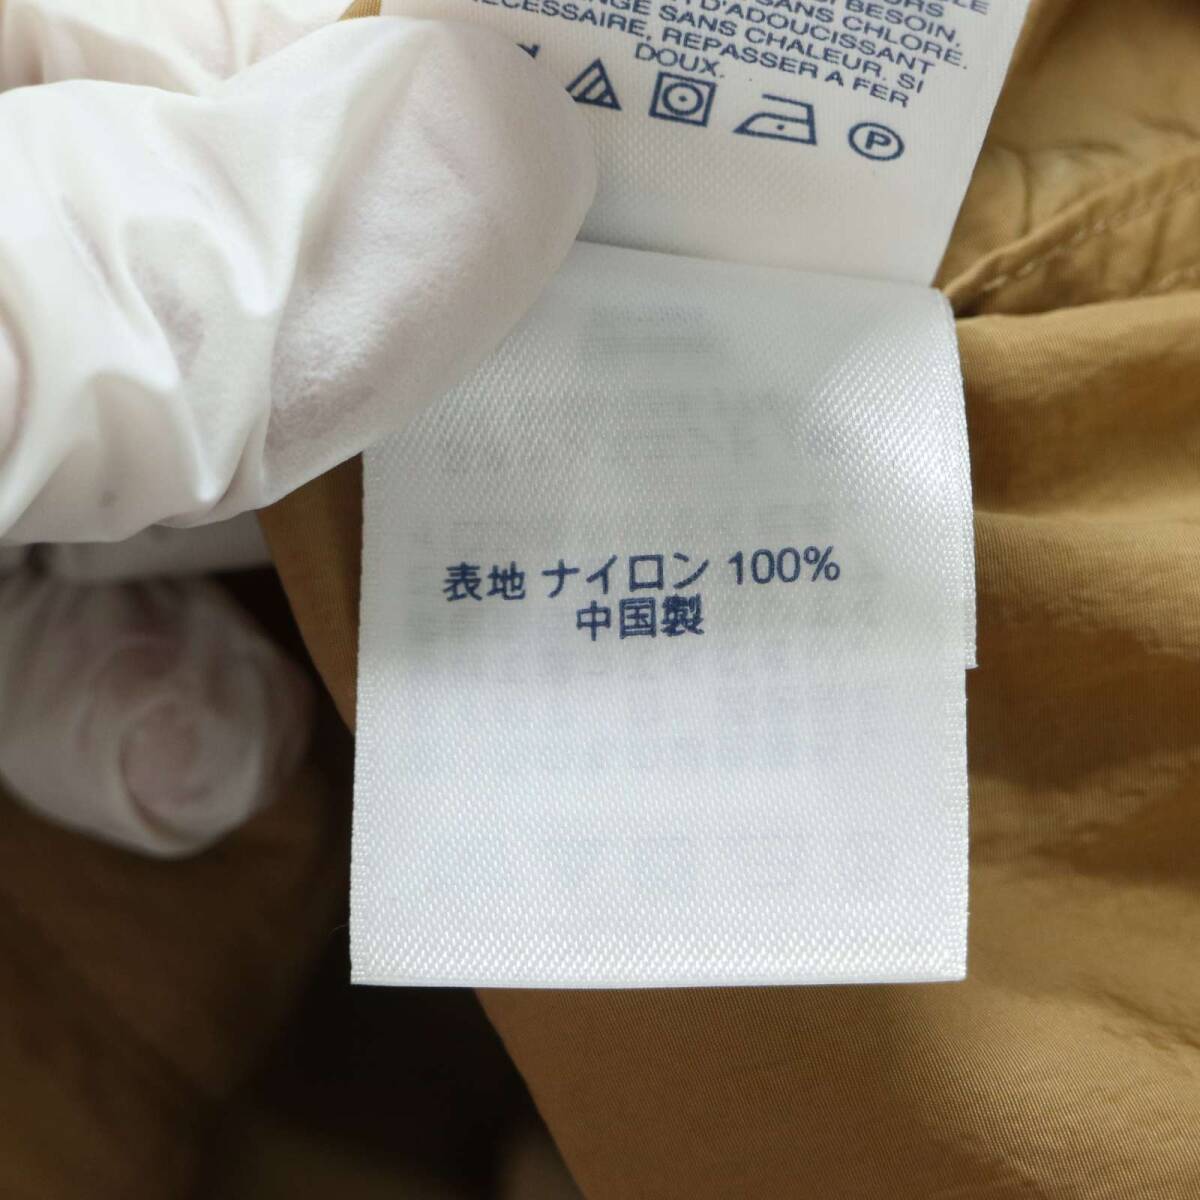 SI BESOIN,
SANS CHLORE.
D'ADOUCISSANT
SANS CHALEUR. SI
NECESSAIRE, REPASSER A FER
DOUX.
P
表地 ナイロン 100%
中国製